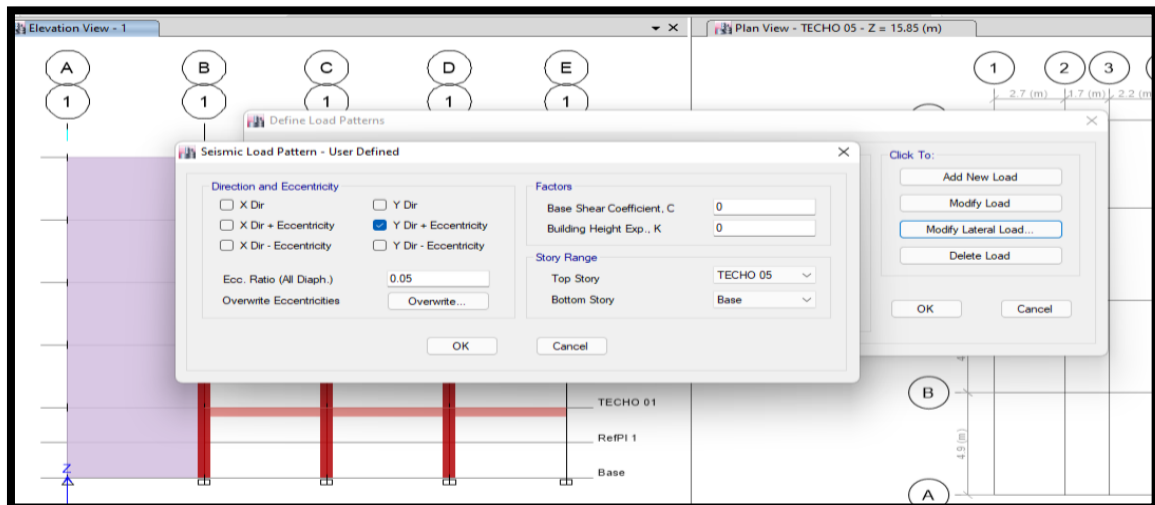 Elevation View - 1
Plan View - TECHO 05 - Z = 15.85 (m)
A B C D E
1 1 1 1 1
1 2 3
2.7 (m) 1.7 (m) 2.2 (m)
Define Load Patterns
Seismic Load Pattern - User Defined
Direction and Eccentricity
X Dir Y Dir
X Dir + Eccentricity Y Dir + Eccentricity
X Dir - Eccentricity Y Dir - Eccentricity
Ecc. Ratio (All Diaph.) 0.05
Overwrite Eccentricities Overwrite...
Factors
Base Shear Coefficient, C 0
Building Height Exp., K 0
Story Range
Top Story TECHO 05
Bottom Story Base
OK Cancel
Click To:
Add New Load
Modify Load
Modify Lateral Load...
Delete Load
OK Cancel
TECHO 01
RefPl 1
Base
Z
B
4.9 (m)
A